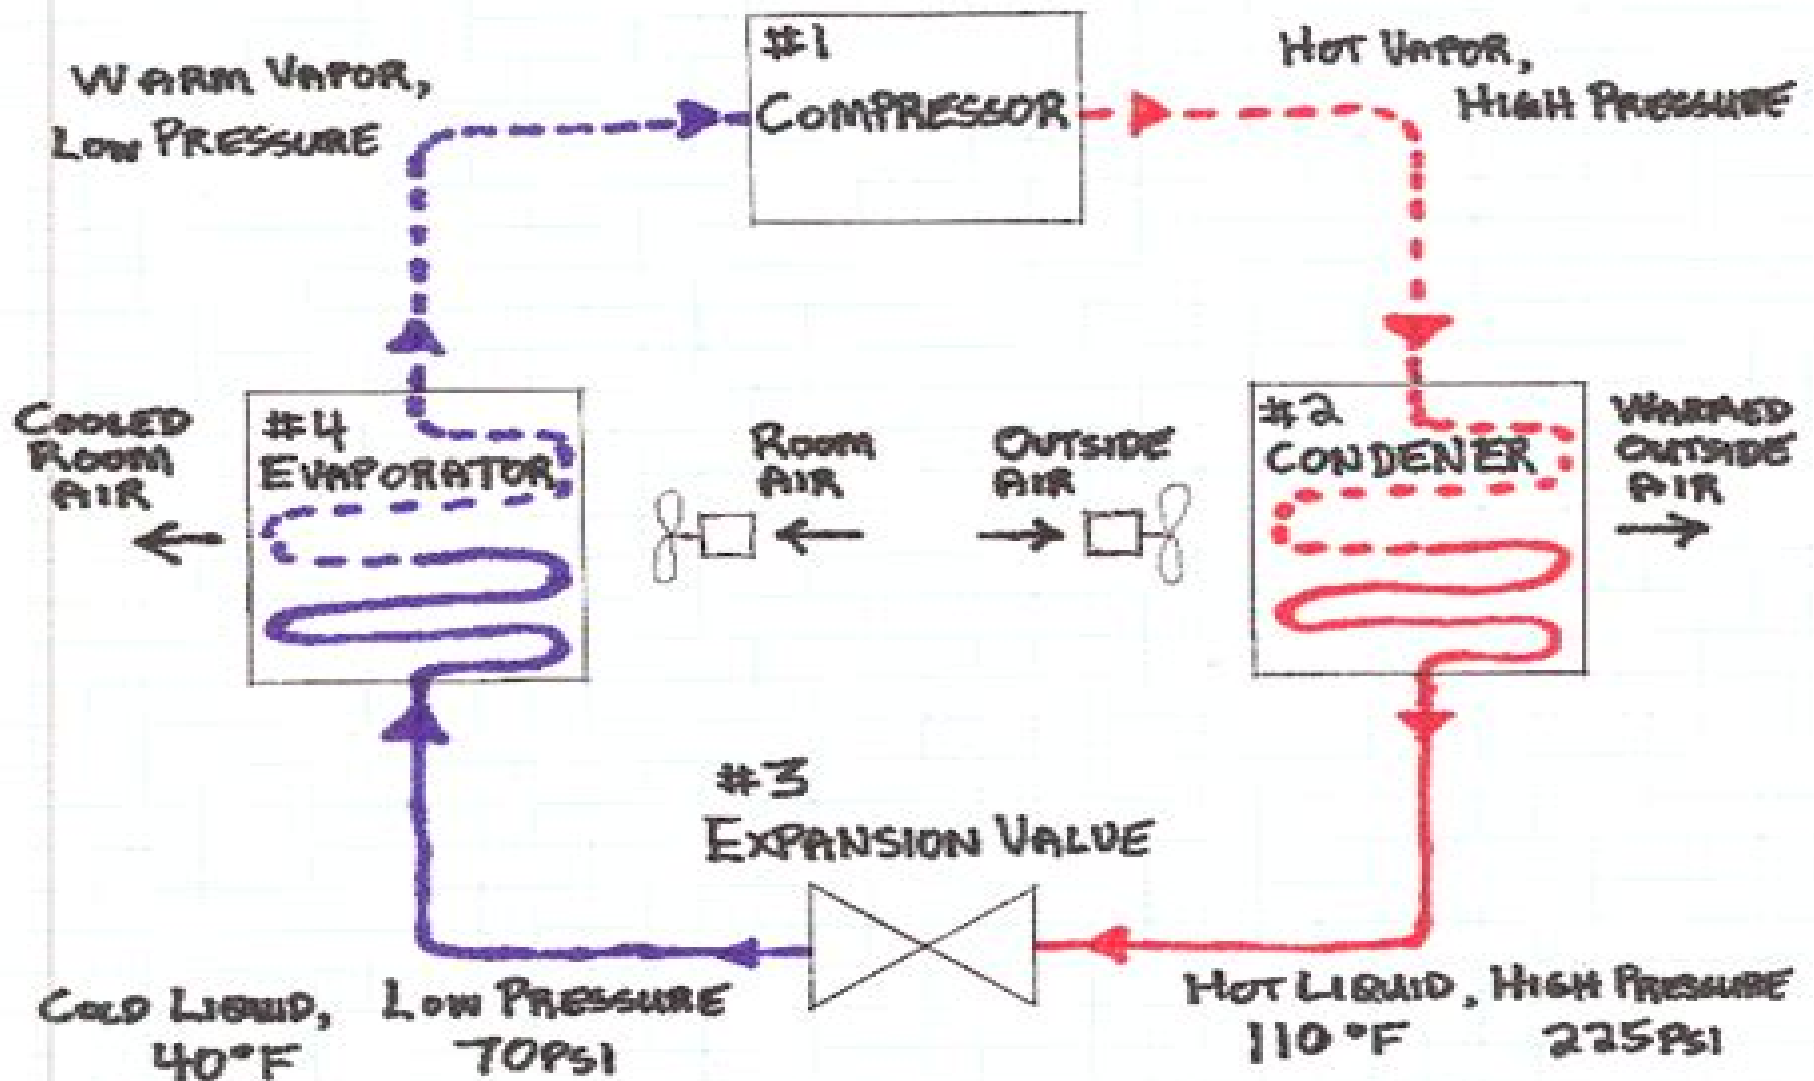 #1
COMPRESSOR
WARM VAPOR,
LOW PRESSURE
HOT VAPOR,
HIGH PRESSURE
COOLED
ROOM
AIR
#4
EVAPORATOR
ROOM
AIR
OUTSIDE
AIR
#2
CONDENER
WARMED
OUTSIDE
AIR
#3
EXPANSION VALUE
COLD LIQUID, LOW PRESSURE
40°F 70PSI
HOT LIQUID, HIGH PRESSURE
110°F 225PSI